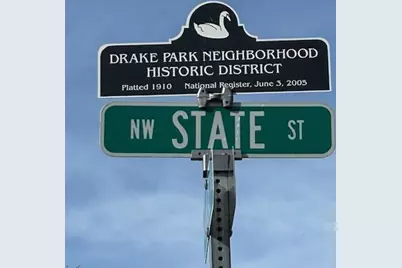 DRAKE PARK NEIGHBORHOOD
HISTORIC DISTRICT
Platted 1910 National Register, June 3, 2005
NW STATE ST